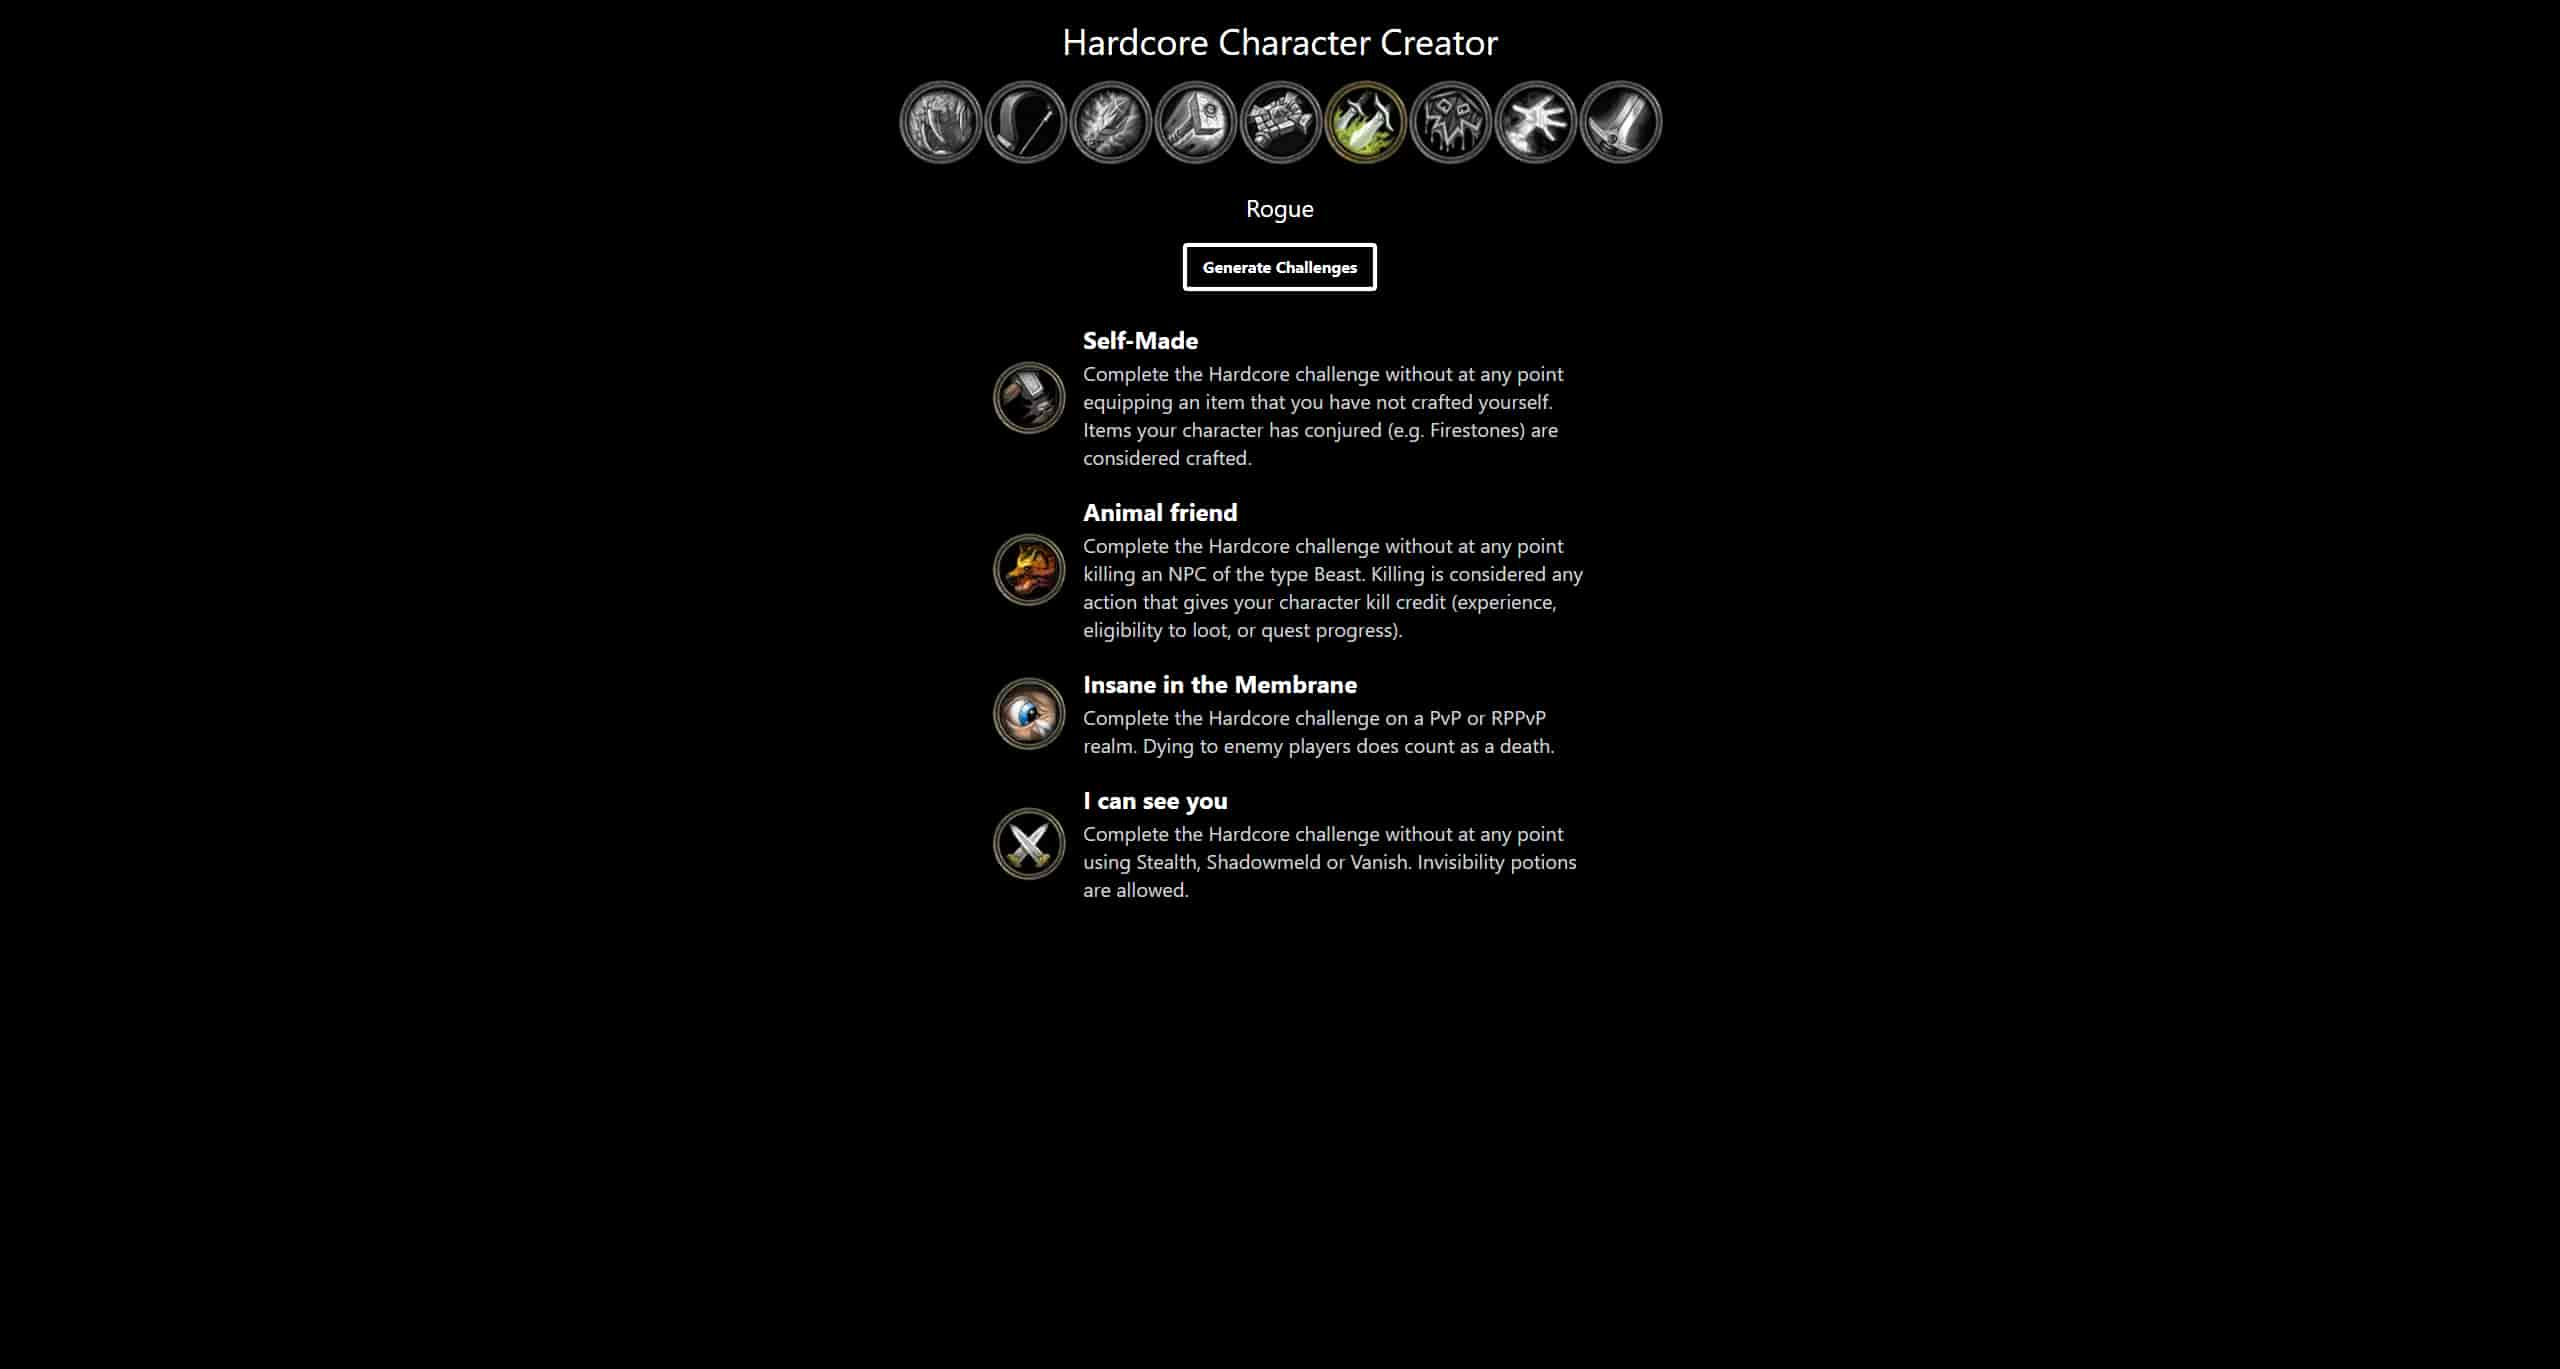 Hardcore Character Creator
Rogue
Generate Challenges
Self-Made
Complete the Hardcore challenge without at any point
equipping an item that you have not crafted yourself.
Items your character has conjured (e.g. Firestones) are
considered crafted.
Animal friend
Complete the Hardcore challenge without at any point
killing an NPC of the type Beast. Killing is considered any
action that gives your character kill credit (experience,
eligibility to loot, or quest progress).
Insane in the Membrane
Complete the Hardcore challenge on a PvP or RPPvP
realm. Dying to enemy players does count as a death.
I can see you
Complete the Hardcore challenge without at any point
using Stealth, Shadowmeld or Vanish. Invisibility potions
are allowed.